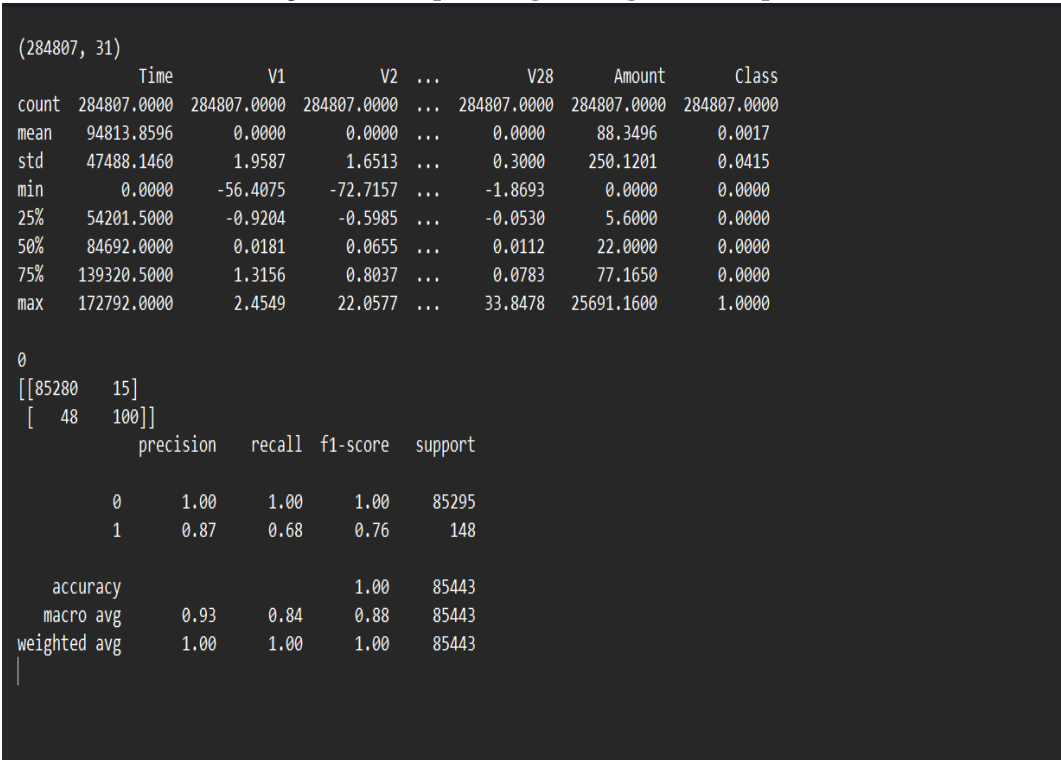 (284807, 31)
Time V1 V2 ... V28 Amount Class
count 284807.0000 284807.0000 284807.0000 ... 284807.0000 284807.0000 284807.0000
mean 94813.8596 0.0000 0.0000 ... 0.0000 88.3496 0.0017
std 47488.1460 1.9587 1.6513 ... 0.3000 250.1201 0.0415
min 0.0000 -56.4075 -72.7157 ... -1.8693 0.0000 0.0000
25% 54201.5000 -0.9204 -0.5985 ... -0.0530 5.6000 0.0000
50% 84692.0000 0.0181 0.0655 ... 0.0112 22.0000 0.0000
75% 139320.5000 1.3156 0.8037 ... 0.0783 77.1650 0.0000
max 172792.0000 2.4549 22.0577 ... 33.8478 25691.1600 1.0000
0
[[85280 15]
[ 48 100]]
precision recall f1-score support
0 1.00 1.00 1.00 85295
1 0.87 0.68 0.76 148
accuracy 1.00 85443
macro avg 0.93 0.84 0.88 85443
weighted avg 1.00 1.00 1.00 85443